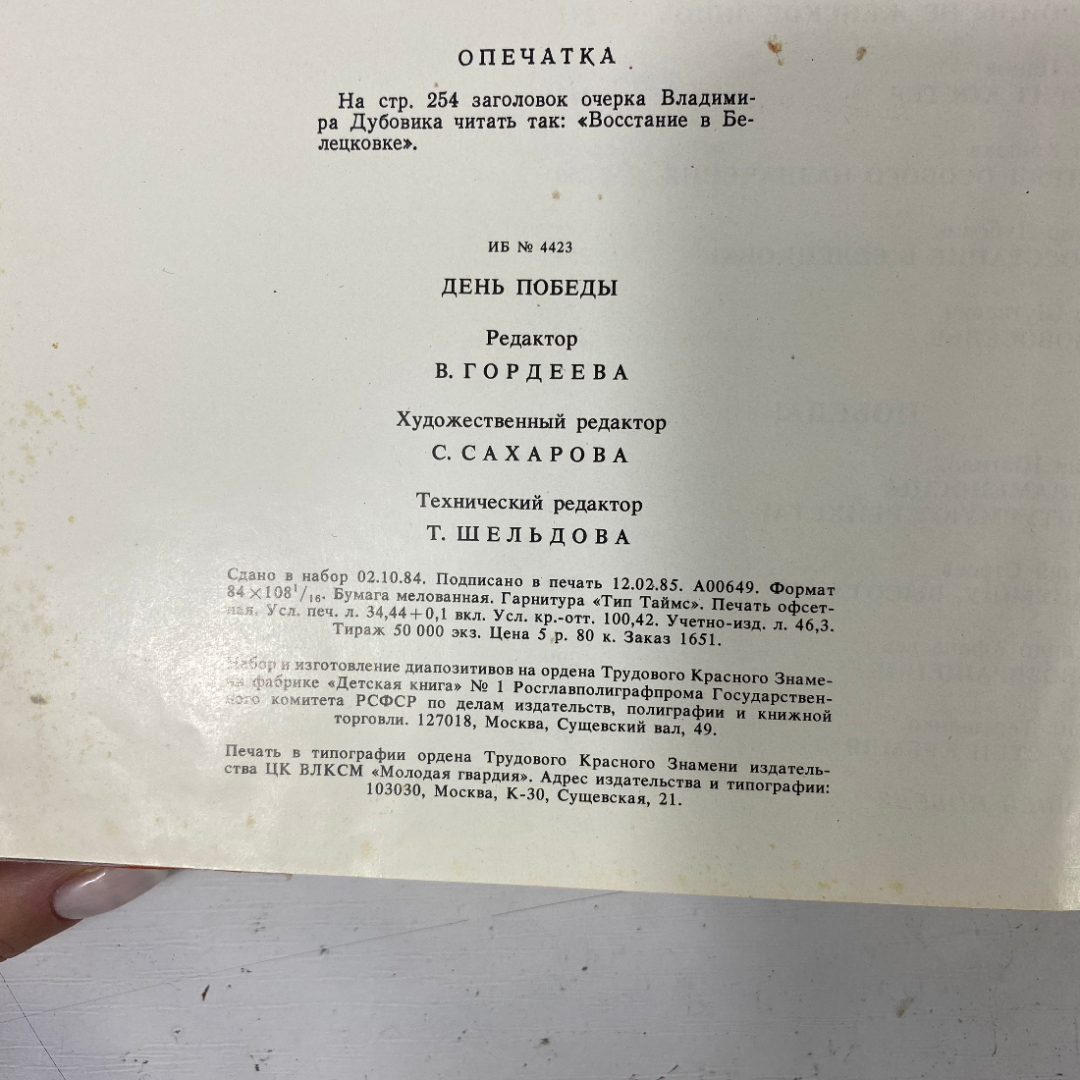 ОПЕЧАТКА
На стр. 254 заголовок очерка Владими-
ра Дубовика читать так: «Восстание в Бе-
лецковке».
ИБ № 4423
ДЕНЬ ПОБЕДЫ
Редактор
В. ГОРДЕЕВА
Художественный редактор
С. САХАРОВА
Технический редактор
Т. ШЕЛЬДОВА
Сдано в набор 02.10.84. Подписано в печать 12.02.85. А00649. Формат
84×108¹/₁₆. Бумага мелованная. Гарнитура «Тип Таймс». Печать офсет-
ная. Усл. печ. л. 34,44+0,1 вкл. Усл. кр.-отт. 100,42. Учетно-изд. л. 46,3.
Тираж 50 000 экз. Цена 5 р. 80 к. Заказ 1651.
Набор и изготовление диапозитивов на ордена Трудового Красного Знаме-
ни фабрике «Детская книга» № 1 Росглавполиграфпрома Государствен-
ного комитета РСФСР по делам издательств, полиграфии и книжной
торговли. 127018, Москва, Сущевский вал, 49.
Печать в типографии ордена Трудового Красного Знамени издатель-
ства ЦК ВЛКСМ «Молодая гвардия». Адрес издательства и типографии:
103030, Москва, К-30, Сущевская, 21.